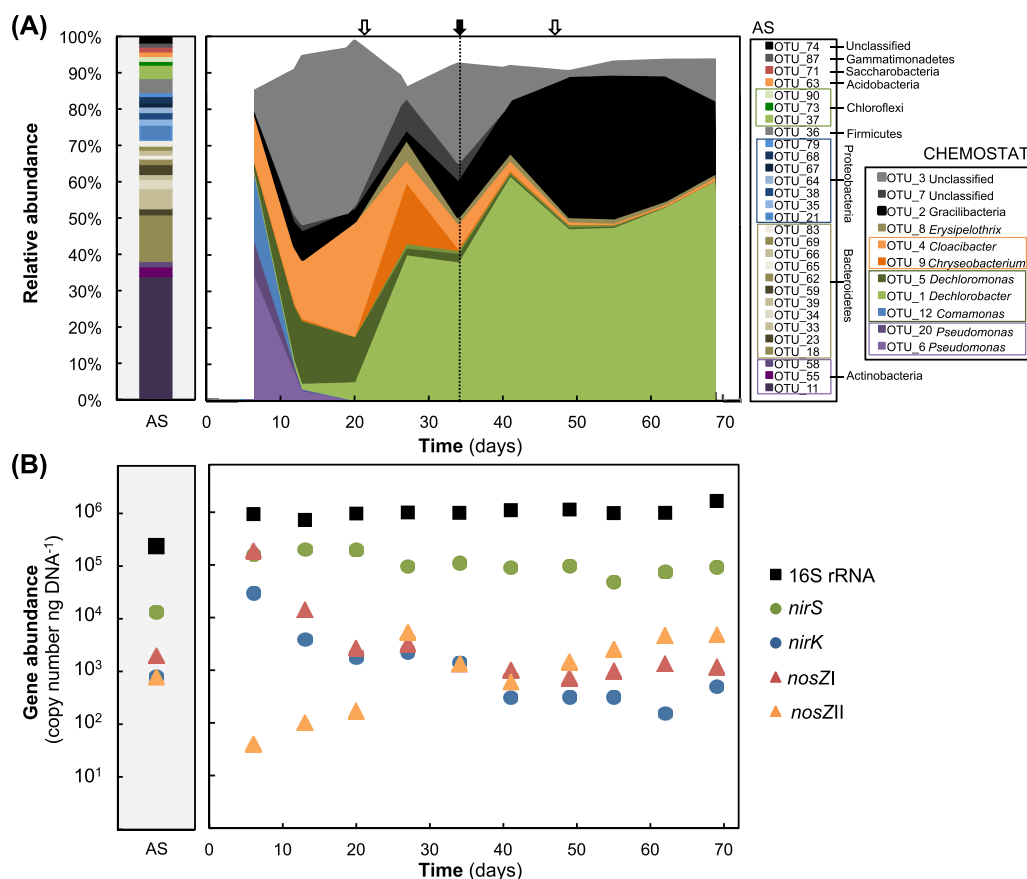 (A)
Relative abundance
100%
90%
80%
70%
60%
50%
40%
30%
20%
10%
0%
AS
0 10 20 30 40 50 60 70
Time (days)
AS
OTU_74 Unclassified
OTU_87 Gammatimonadetes
OTU_71 Saccharobacteria
OTU_63 Acidobacteria
OTU_90
OTU_73 Chloroflexi
OTU_37
OTU_36 Firmicutes
OTU_79
OTU_68
OTU_67
OTU_64
OTU_38
OTU_35
OTU_21
Proteobacteria
OTU_83
OTU_69
OTU_66
OTU_65
OTU_62
OTU_59
OTU_39
OTU_34
OTU_33
OTU_23
OTU_18
Bacteroidetes
OTU_58
OTU_55 Actinobacteria
OTU_11
CHEMOSTAT
OTU_3 Unclassified
OTU_7 Unclassified
OTU_2 Gracilibacteria
OTU_8 Erysipelothrix
OTU_4 Cloacibacter
OTU_9 Chryseobacterium
OTU_5 Dechloromonas
OTU_1 Dechlorobacter
OTU_12 Comamonas
OTU_20 Pseudomonas
OTU_6 Pseudomonas
(B)
Gene abundance
(copy number ng DNA⁻¹)
10⁶
10⁵
10⁴
10³
10²
10¹
AS
0 10 20 30 40 50 60 70
Time (days)
16S rRNA
nirS
nirK
nosZI
nosZII